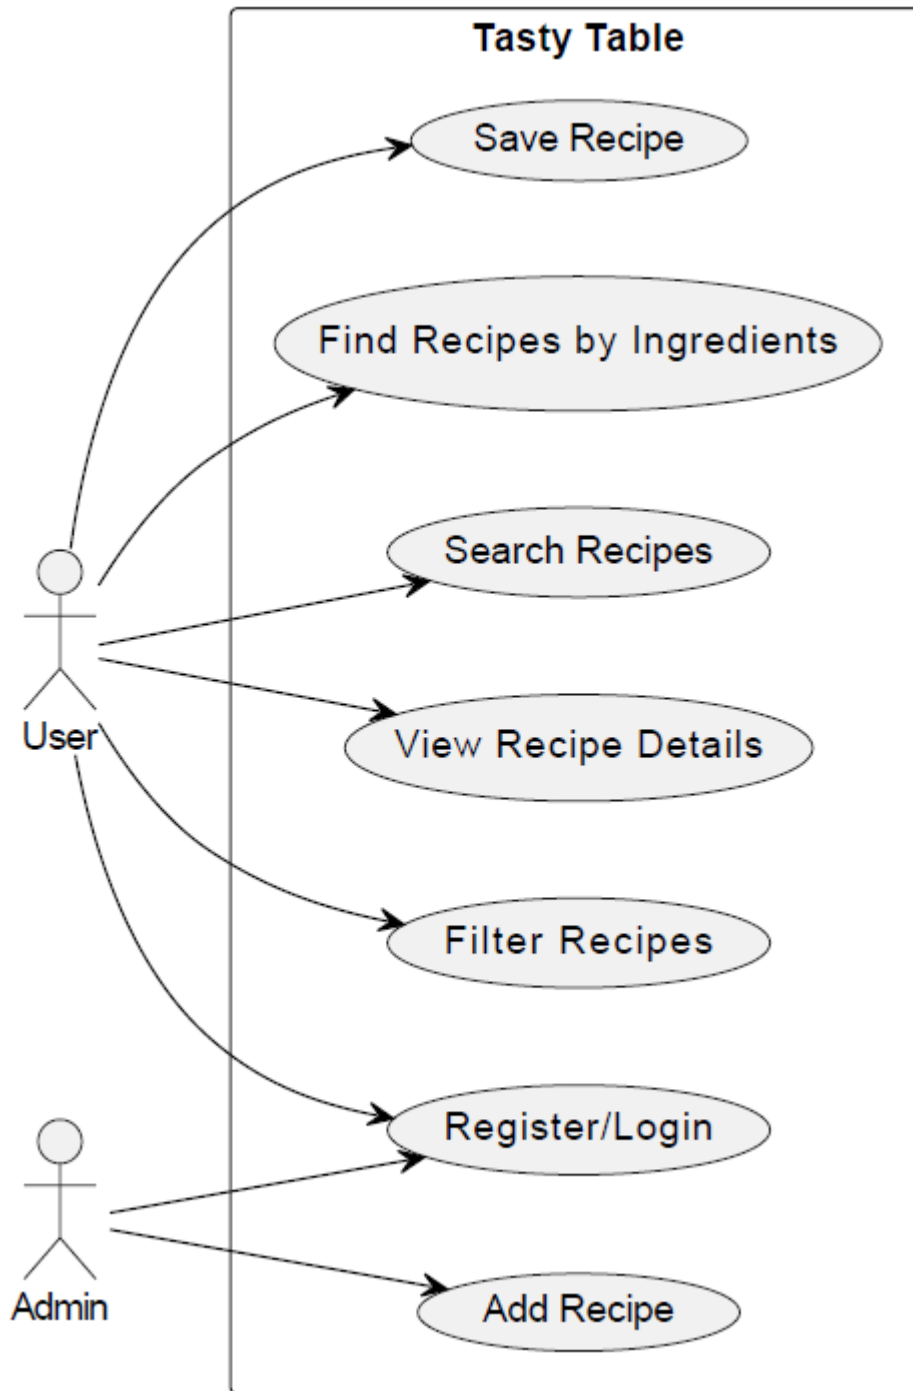 Tasty Table
Save Recipe
Find Recipes by Ingredients
Search Recipes
View Recipe Details
User
Filter Recipes
Register/Login
Admin
Add Recipe